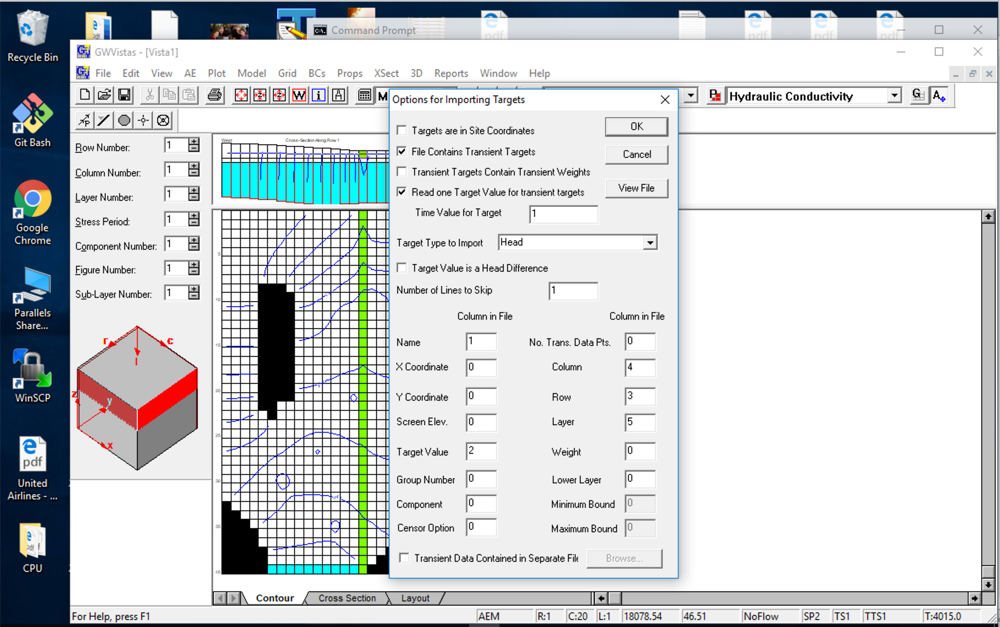 Command Prompt
pdf
pdf
pdf
pdf
pdf
Recycle Bin
GWVistas - [Vista1]
File Edit View AE Plot Model Grid BCs Props XSect 3D Reports Window Help
M
Hydraulic Conductivity
Git Bash
Google
Chrome
Parallels
Share...
WinSCP
pdf
United
Airlines - ...
CPU
Row Number: 1
Column Number: 1
Layer Number: 1
Stress Period: 1
Component Number: 1
Figure Number: 1
Sub-Layer Number: 1
r
c
l
z
y
x
West
Cross-Section Along Row 1
5
10
15
20
25
30
35
40
Options for Importing Targets
Targets are in Site Coordinates
OK
File Contains Transient Targets
Cancel
Transient Targets Contain Transient Weights
Read one Target Value for transient targets
View File
Time Value for Target 1
Target Type to Import Head
Target Value is a Head Difference
Number of Lines to Skip 1
Column in File Column in File
Name 1 No. Trans. Data Pts. 0
X Coordinate 0 Column 4
Y Coordinate 0 Row 3
Screen Elev. 0 Layer 5
Target Value 2 Weight 0
Group Number 0 Lower Layer 0
Component 0 Minimum Bound 0
Censor Option 0 Maximum Bound 0
Transient Data Contained in Separate File Browse...
Contour Cross Section Layout
For Help, press F1 AEM R:1 C:20 L:1 18078.54 46.51 NoFlow SP2 TS1 TTS1 T:4015.0